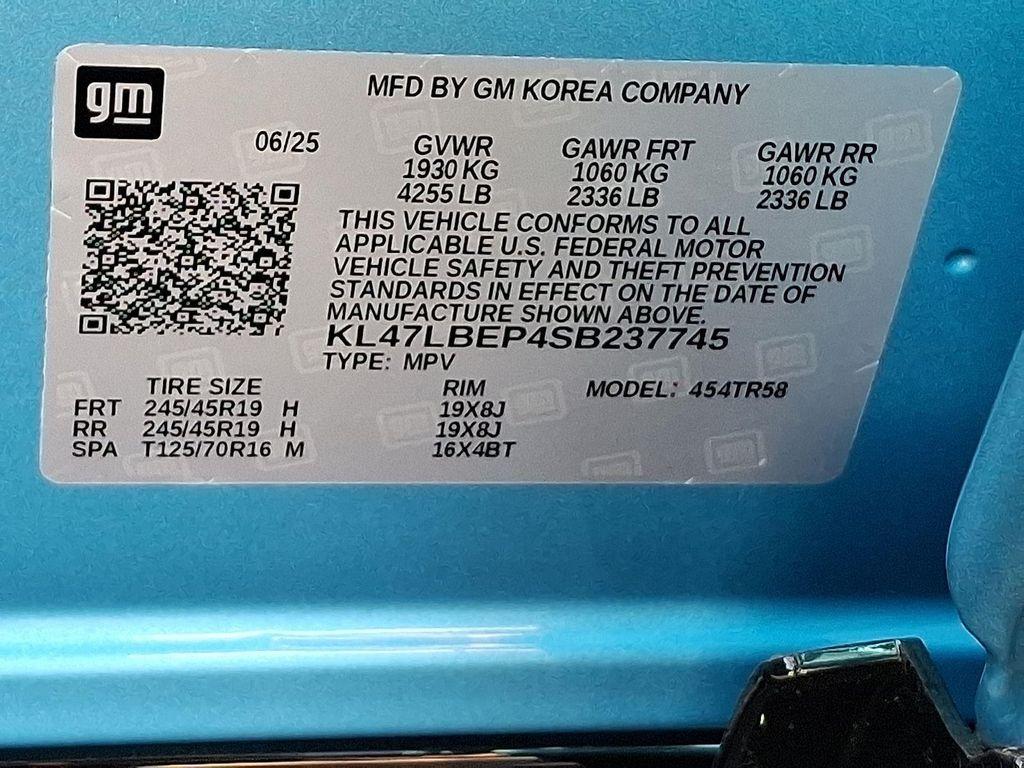 gm
MFD BY GM KOREA COMPANY
06/25
GVWR GAWR FRT GAWR RR
1930 KG 1060 KG 1060 KG
4255 LB 2336 LB 2336 LB
THIS VEHICLE CONFORMS TO ALL
APPLICABLE U.S. FEDERAL MOTOR
VEHICLE SAFETY AND THEFT PREVENTION
STANDARDS IN EFFECT ON THE DATE OF
MANUFACTURE SHOWN ABOVE.
KL47LBEP4SB237745
TYPE: MPV
TIRE SIZE RIM MODEL: 454TR58
FRT 245/45R19 H 19X8J
RR 245/45R19 H 19X8J
SPA T125/70R16 M 16X4BT